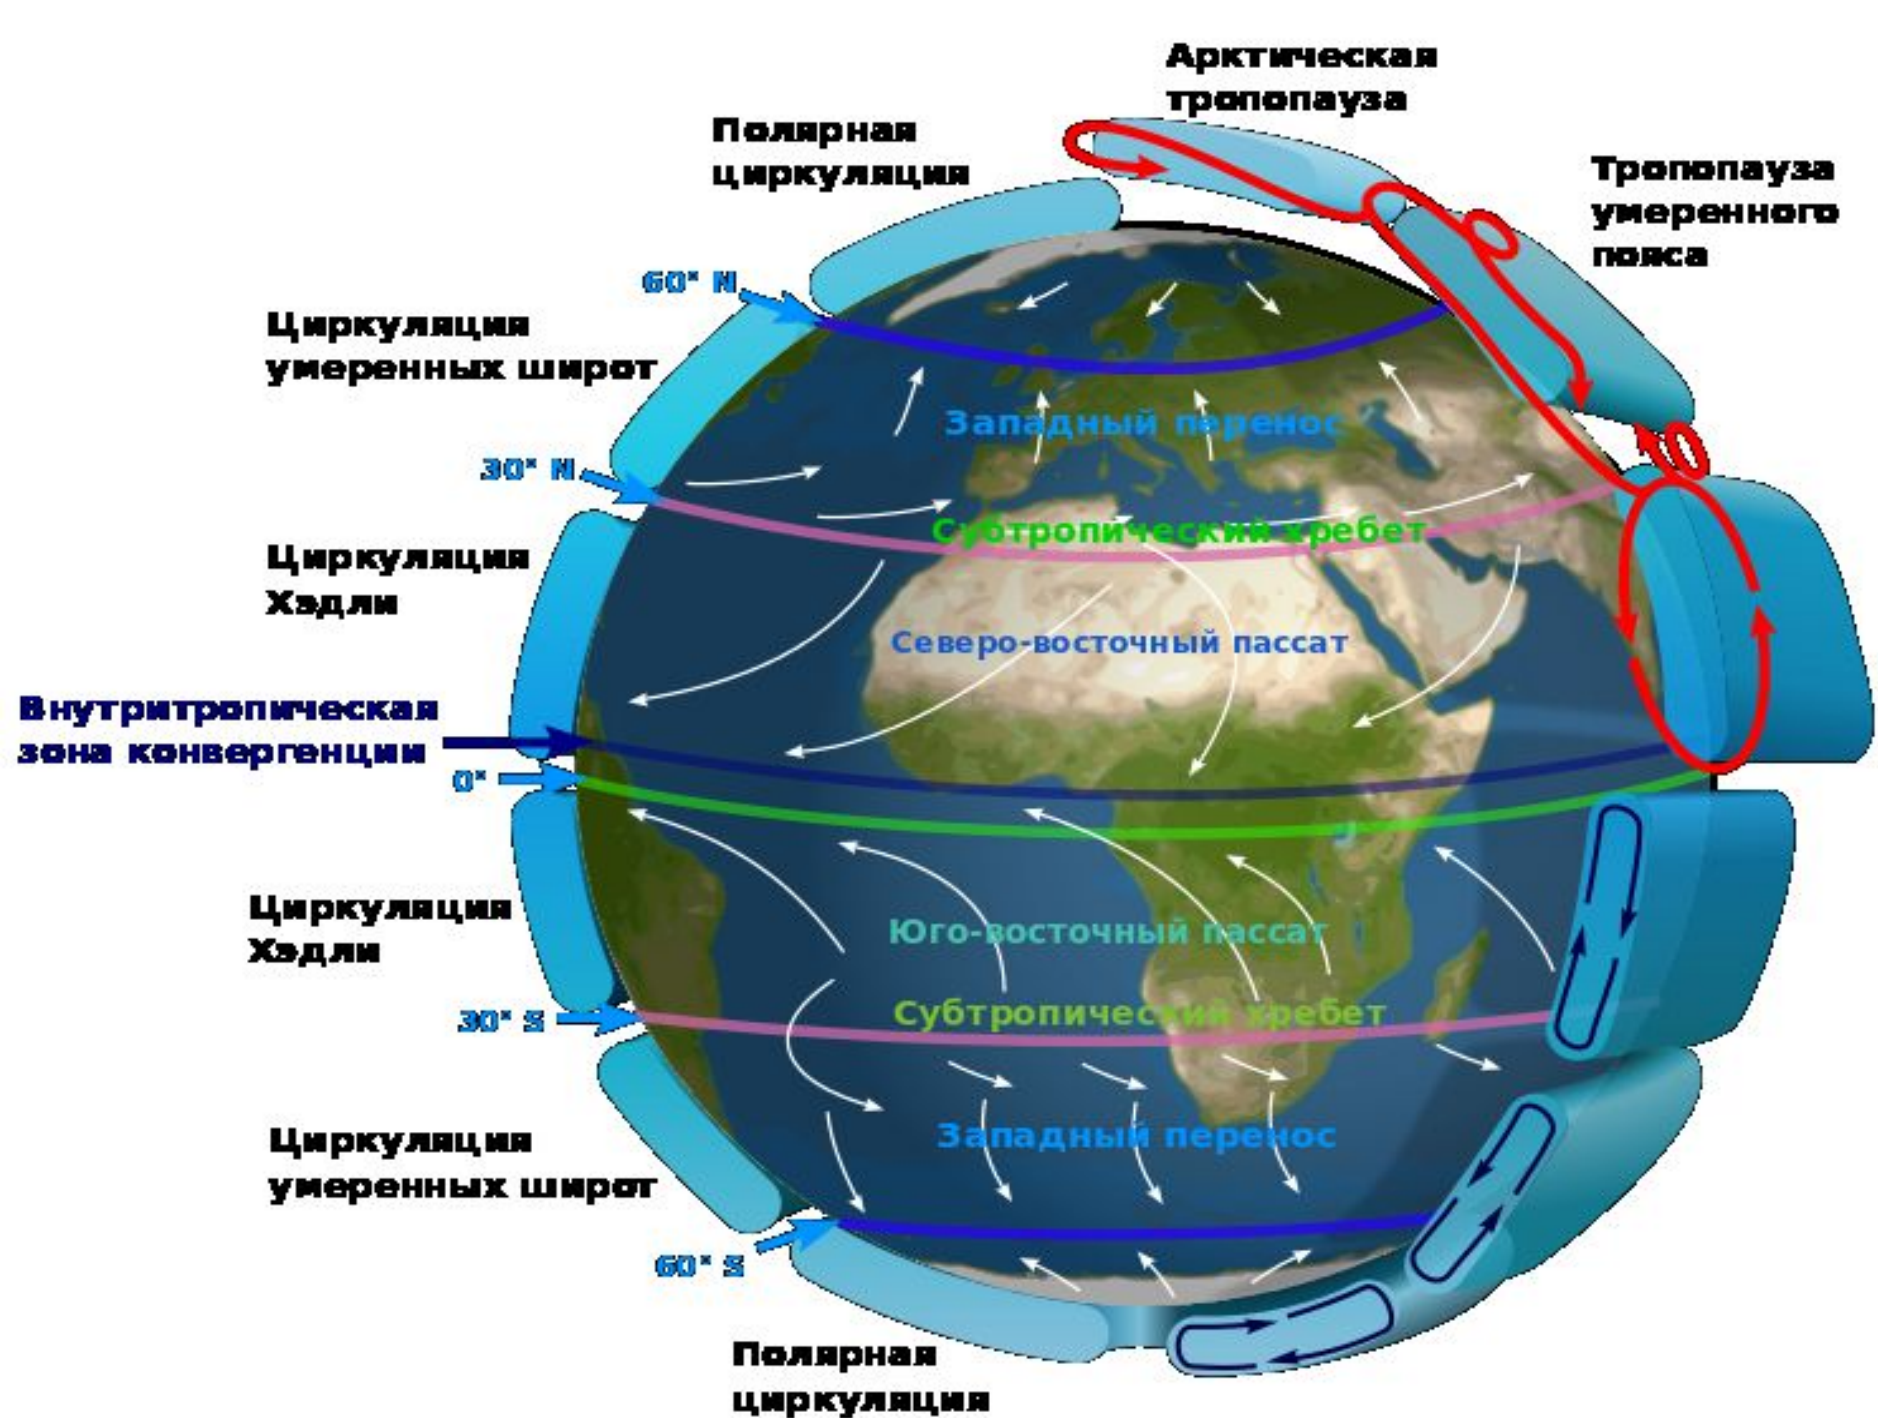 Арктическая
тропопауза
Полярная
циркуляция
Тропопауза
умеренного
пояса
60° N
Циркуляция
умеренных широт
Западный перенос
30° N
Субтропический хребет
Циркуляция
Хэдли
Северо-восточный пассат
Внутритропическая
зона конвергенции
0°
Циркуляция
Хэдли
Юго-восточный пассат
Субтропический хребет
30° S
Западный перенос
Циркуляция
умеренных широт
60° S
Полярная
циркуляция